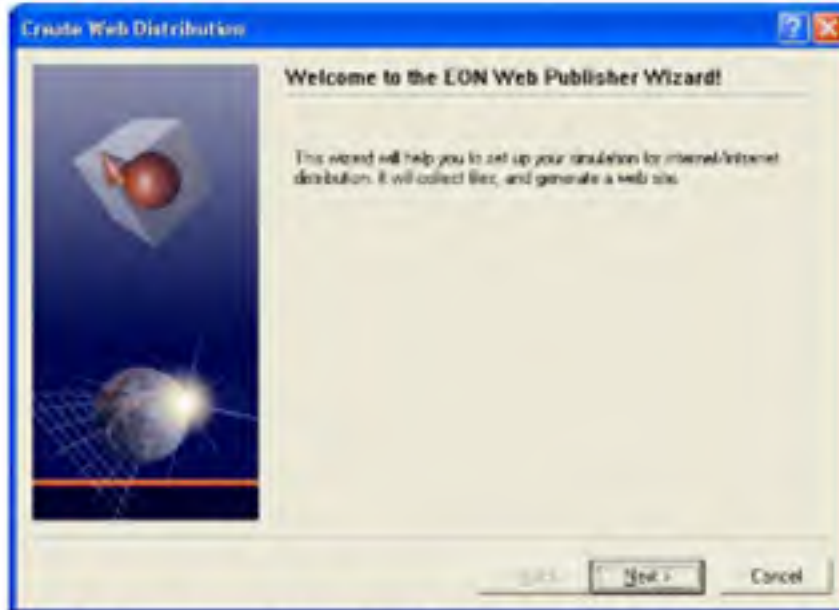 Create Web Distribution
Welcome to the EON Web Publisher Wizard!
This wizard will help you to set up your simulation for internet/intranet
distribution. It will collect files, and generate a web site.
< Back
Next >
Cancel